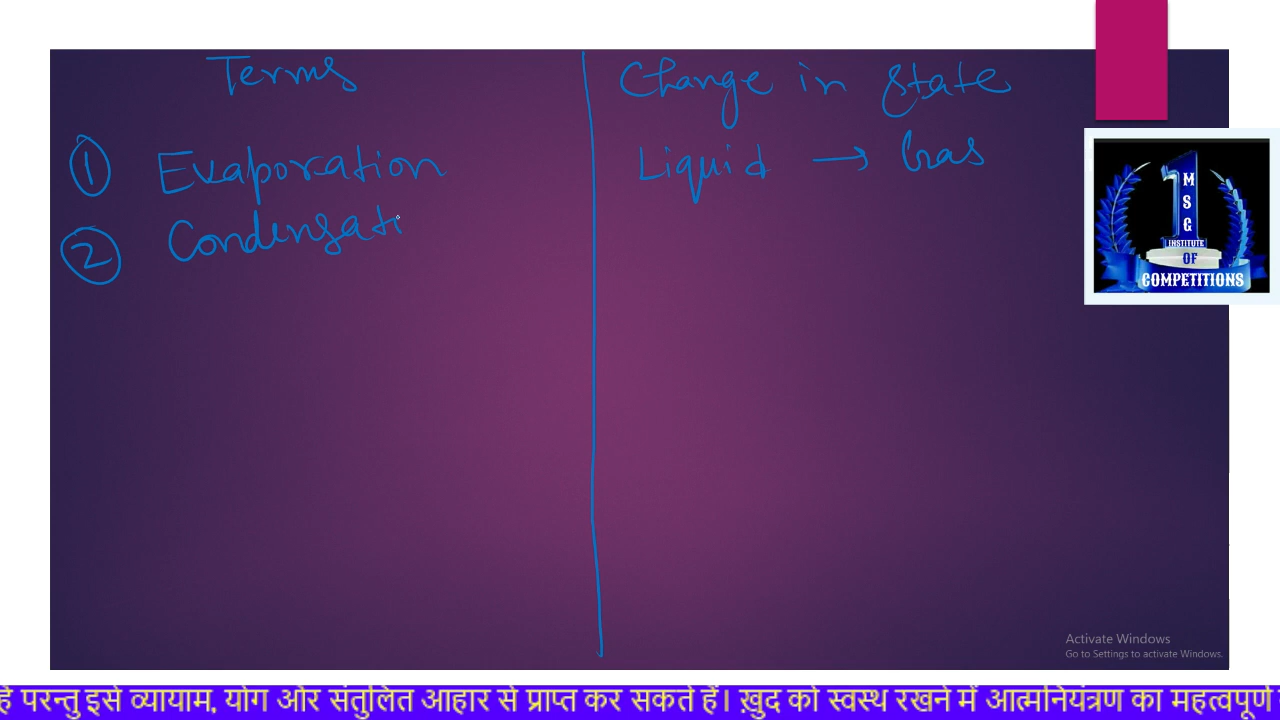 Terms
Change in state
① Evaporation
Liquid → Gas
② Condensati
1
M
S
G
INSTITUTE
OF
COMPETITIONS
Activate Windows
Go to Settings to activate Windows.
है परन्तु इसे व्यायाम, योग और संतुलित आहार से प्राप्त कर सकते हैं। ख़ुद को स्वस्थ रखने में आत्मनियंत्रण का महत्वपूर्ण